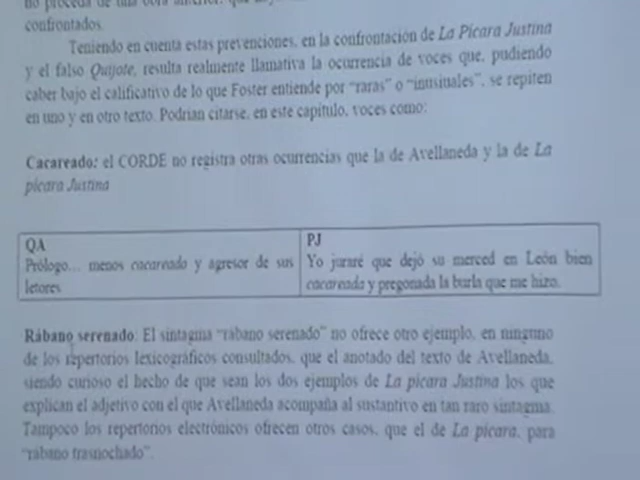 no proceda de una obra anterior, que
confrontados.
Teniendo en cuenta estas prevenciones, en la confrontación de La Pícara Justina
y el falso Quijote, resulta realmente llamativa la ocurrencia de voces que, pudiendo
caber bajo el calificativo de lo que Foster entiende por “raras” o “inusuales”, se repiten
en uno y en otro texto. Podrían citarse, en este capítulo, voces como:
Cacareado: el CORDE no registra otras ocurrencias que la de Avellaneda y la de La
pícara Justina
QA
Prólogo... menos cacareado y agresor de sus
letores
PJ
Yo juraré que dejó su merced en León bien
cacareada y pregonada la burla que me hizo.
Rábano serenado: El sintagma “rábano serenado” no ofrece otro ejemplo, en ninguno
de los repertorios lexicográficos consultados, que el anotado del texto de Avellaneda,
siendo curioso el hecho de que sean los dos ejemplos de La pícara Justina los que
explican el adjetivo con el que Avellaneda acompaña al sustantivo en tan raro sintagma.
Tampoco los repertorios electrónicos ofrecen otros casos, que el de La pícara, para
“rábano trasnochado”.